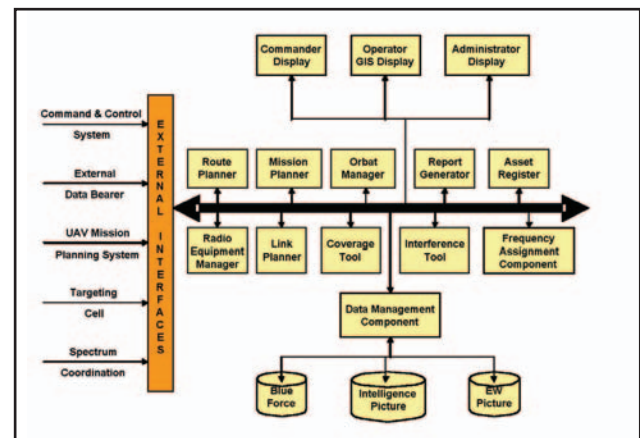 Commander
Display
Operator
GIS Display
Administrator
Display
Command & Control
System
External
Data Bearer
UAV Mission
Planning System
Targeting
Cell
Spectrum
Coordination
EXTERNAL INTERFACES
Route
Planner
Mission
Planner
Orbat
Manager
Report
Generator
Asset
Register
Radio
Equipment
Manager
Link
Planner
Coverage
Tool
Interference
Tool
Frequency
Assignment
Component
Data Management
Component
Blue
Force
Intelligence
Picture
EW
Picture